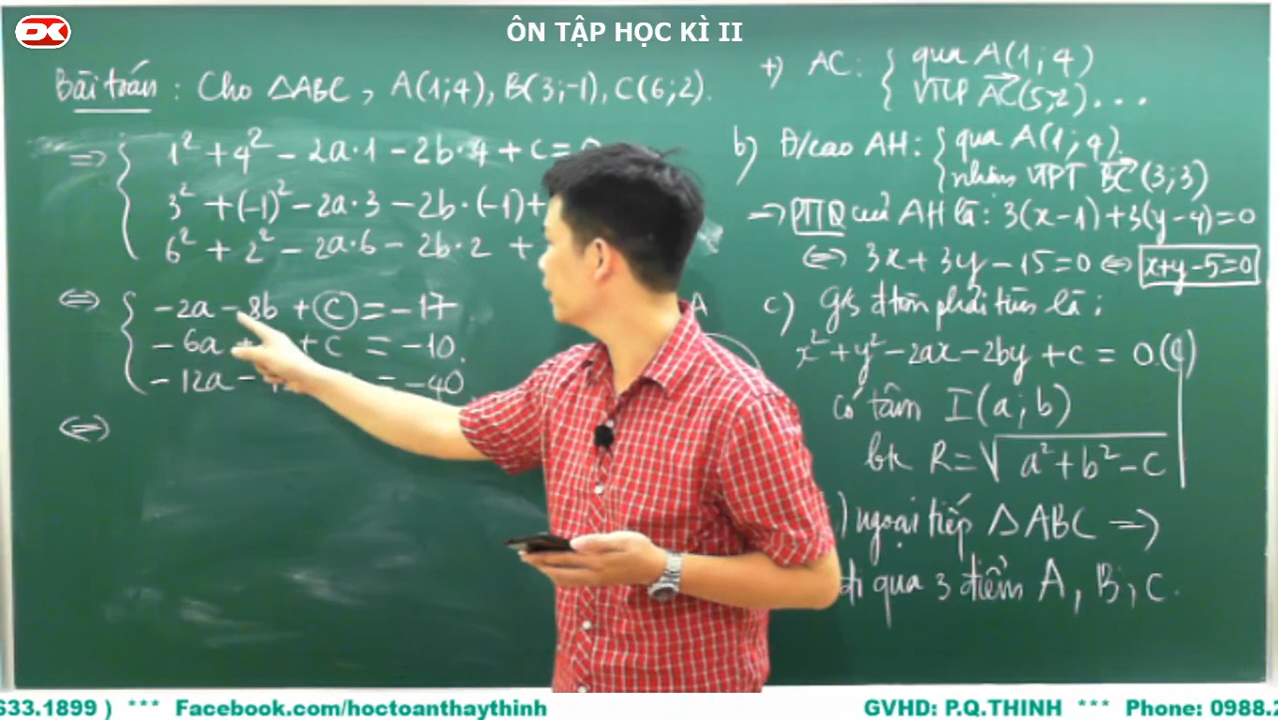 DK
ÔN TẬP HỌC KÌ II
Bài toán : Cho ΔABC, A(1;4), B(3;-1), C(6;2).
=> { 1² + 4² - 2a·1 - 2b·4 + c = 0
3² + (-1)² - 2a·3 - 2b·(-1) +
6² + 2² - 2a·6 - 2b·2 +
<=> { -2a - 8b + c = -17
-6a + c = -10.
-12a - = -40
<=>
A
+) AC: { qua A(1;4)
VTCP AC(5;-2)...
b) Đ/cao AH: { qua A(1;4).
nhận VTPT BC(3;3)
=> PTTQ của AH là: 3(x-1)+3(y-4)=0
<=> 3x+3y-15=0 <=> x+y-5=0
c) G/s đtròn phải tìm là:
x²+y²-2ax-2by+c=0.(1)
có tâm I(a;b)
bk R=√a²+b²-c
) ngoại tiếp ΔABC =>
đi qua 3 điểm A, B, C.
633.1899 ) *** Facebook.com/hoctoanthaythinh
GVHD: P.Q.THINH *** Phone: 0988.